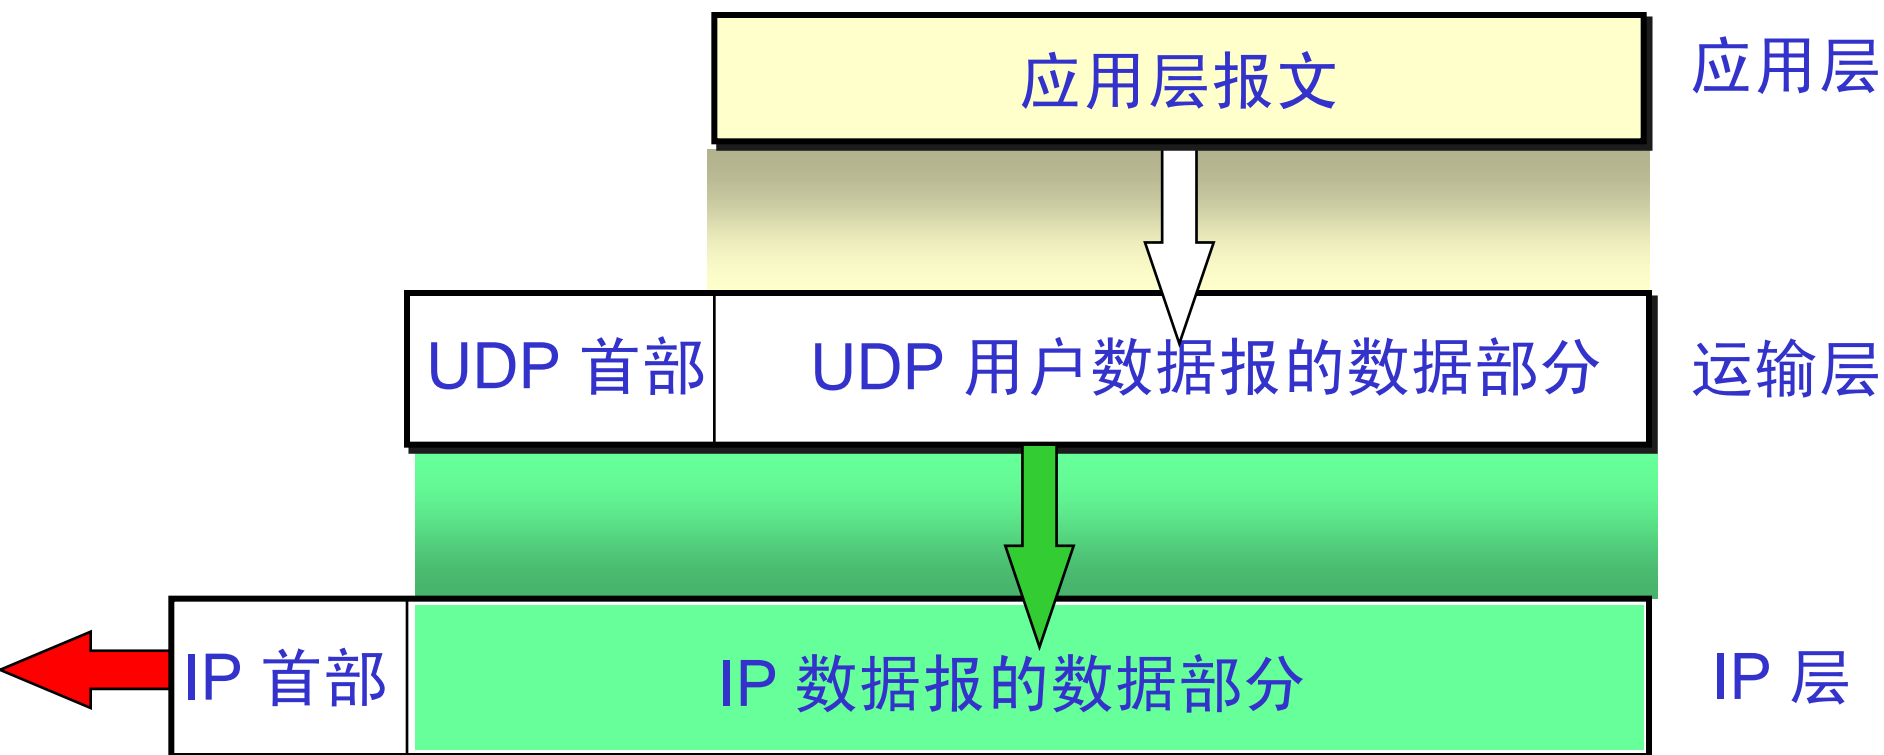 应用层报文
应用层
UDP 首部
UDP 用户数据报的数据部分
运输层
IP 首部
IP 数据报的数据部分
IP 层